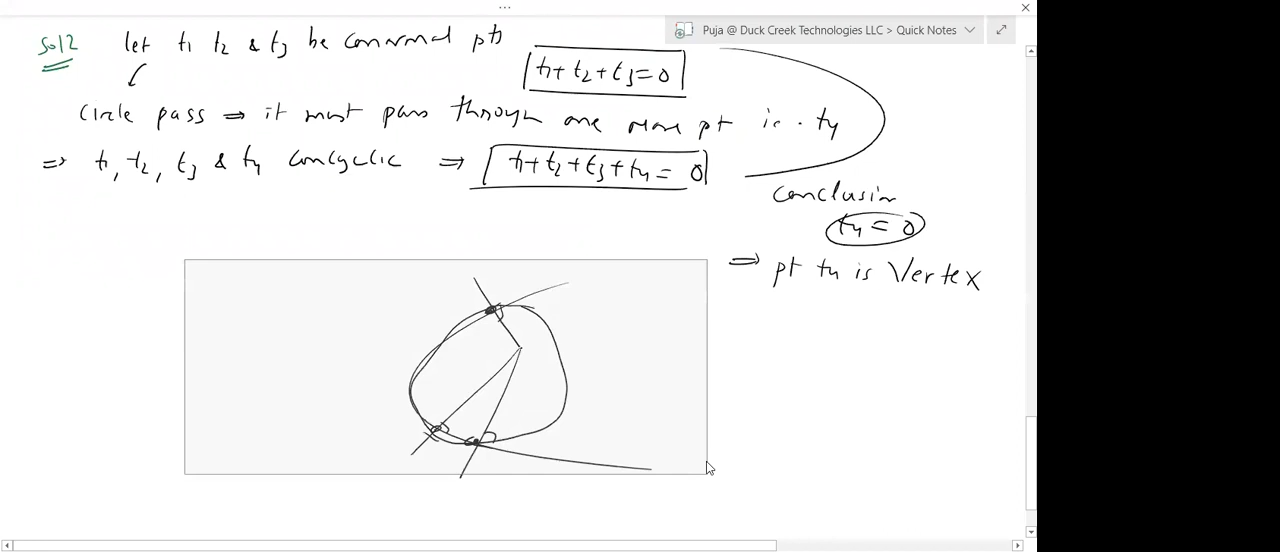 Puja @ Duck Creek Technologies LLC > Quick Notes
Sol2 let t1 t2 & t3 be conormal pts
t1+t2+t3=0
Circle pass ⇒ it must pass through one more pt ie. t4
⇒ t1, t2, t3 & t4 concyclic ⇒ t1+t2+t3+t4=0
conclusion
t4=0
⇒ pt t4 is Vertex